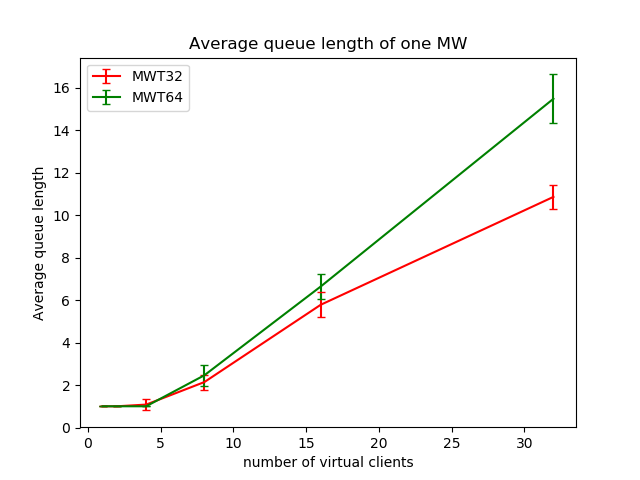 Average queue length of one MW
MWT32
MWT64
Average queue length
16
14
12
10
8
6
4
2
0
0 5 10 15 20 25 30
number of virtual clients